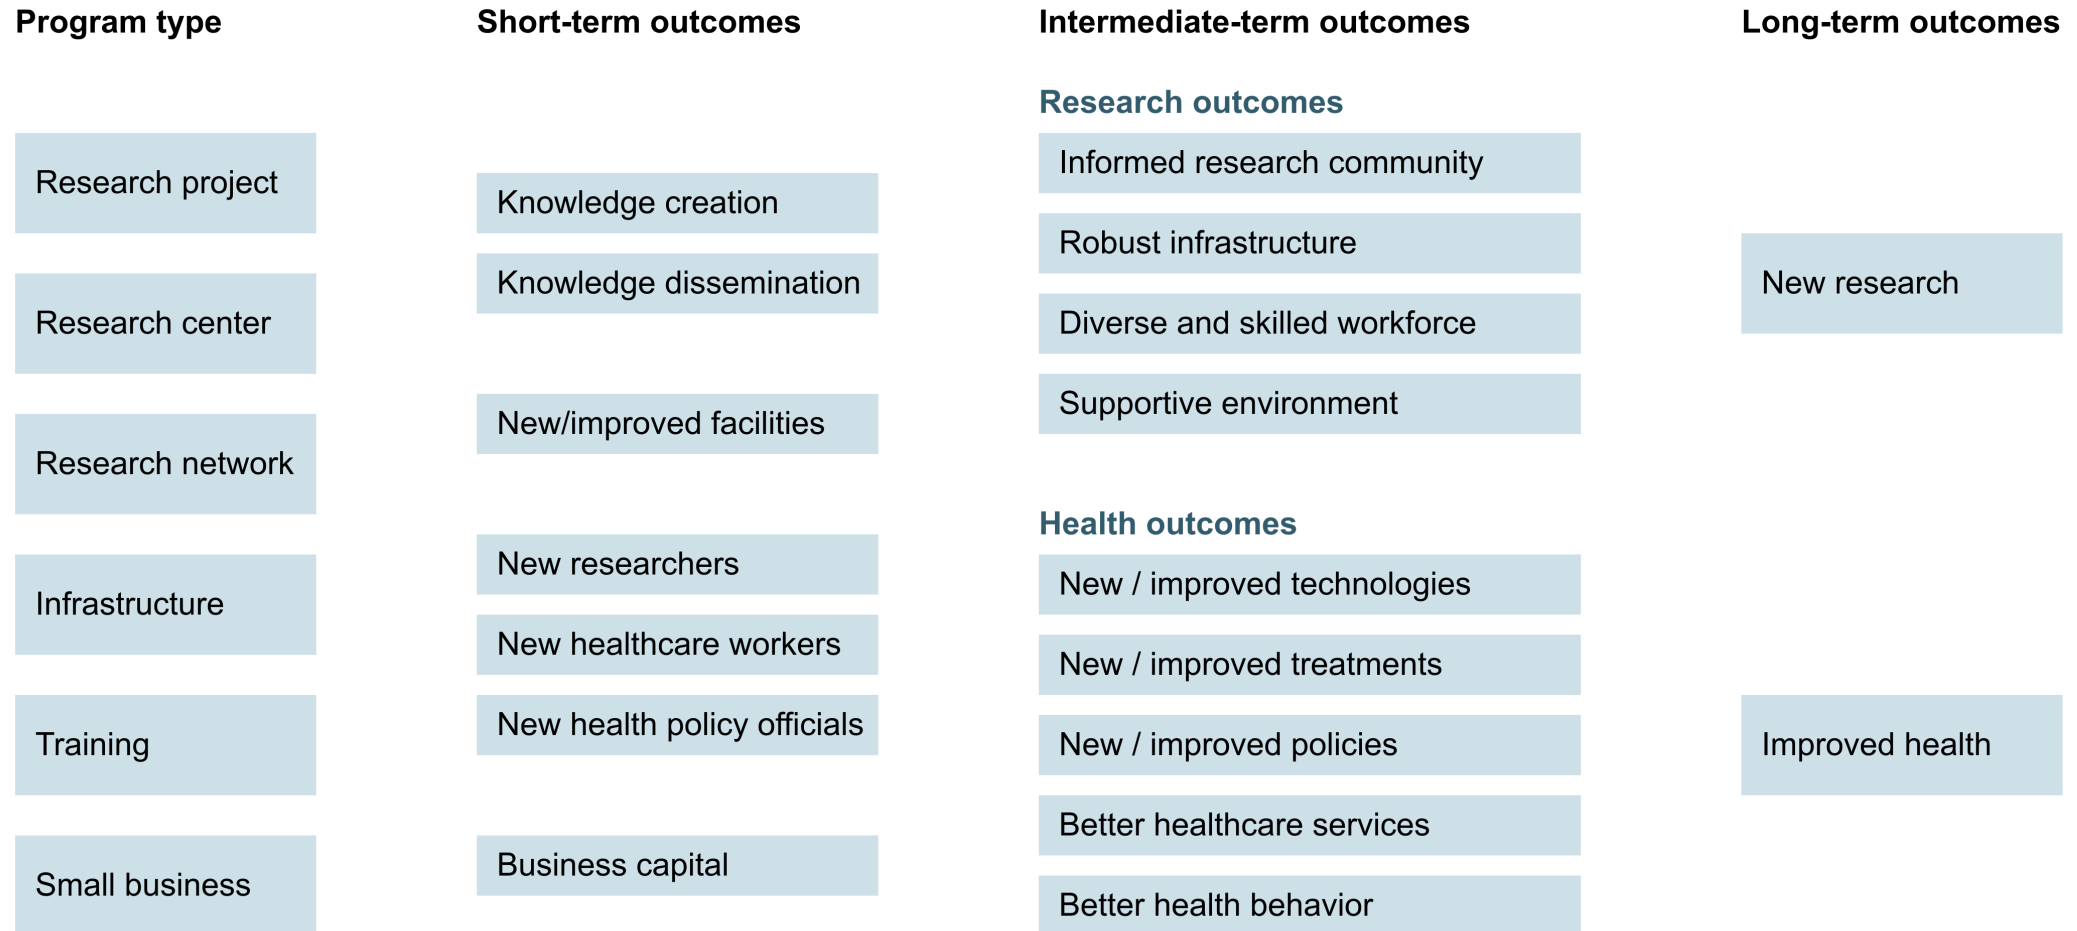 Program type
Short-term outcomes
Intermediate-term outcomes
Long-term outcomes
Research project
Research center
Research network
Infrastructure
Training
Small business
Knowledge creation
Knowledge dissemination
New/improved facilities
New researchers
New healthcare workers
New health policy officials
Business capital
Research outcomes
Informed research community
Robust infrastructure
Diverse and skilled workforce
Supportive environment
Health outcomes
New / improved technologies
New / improved treatments
New / improved policies
Better healthcare services
Better health behavior
New research
Improved health